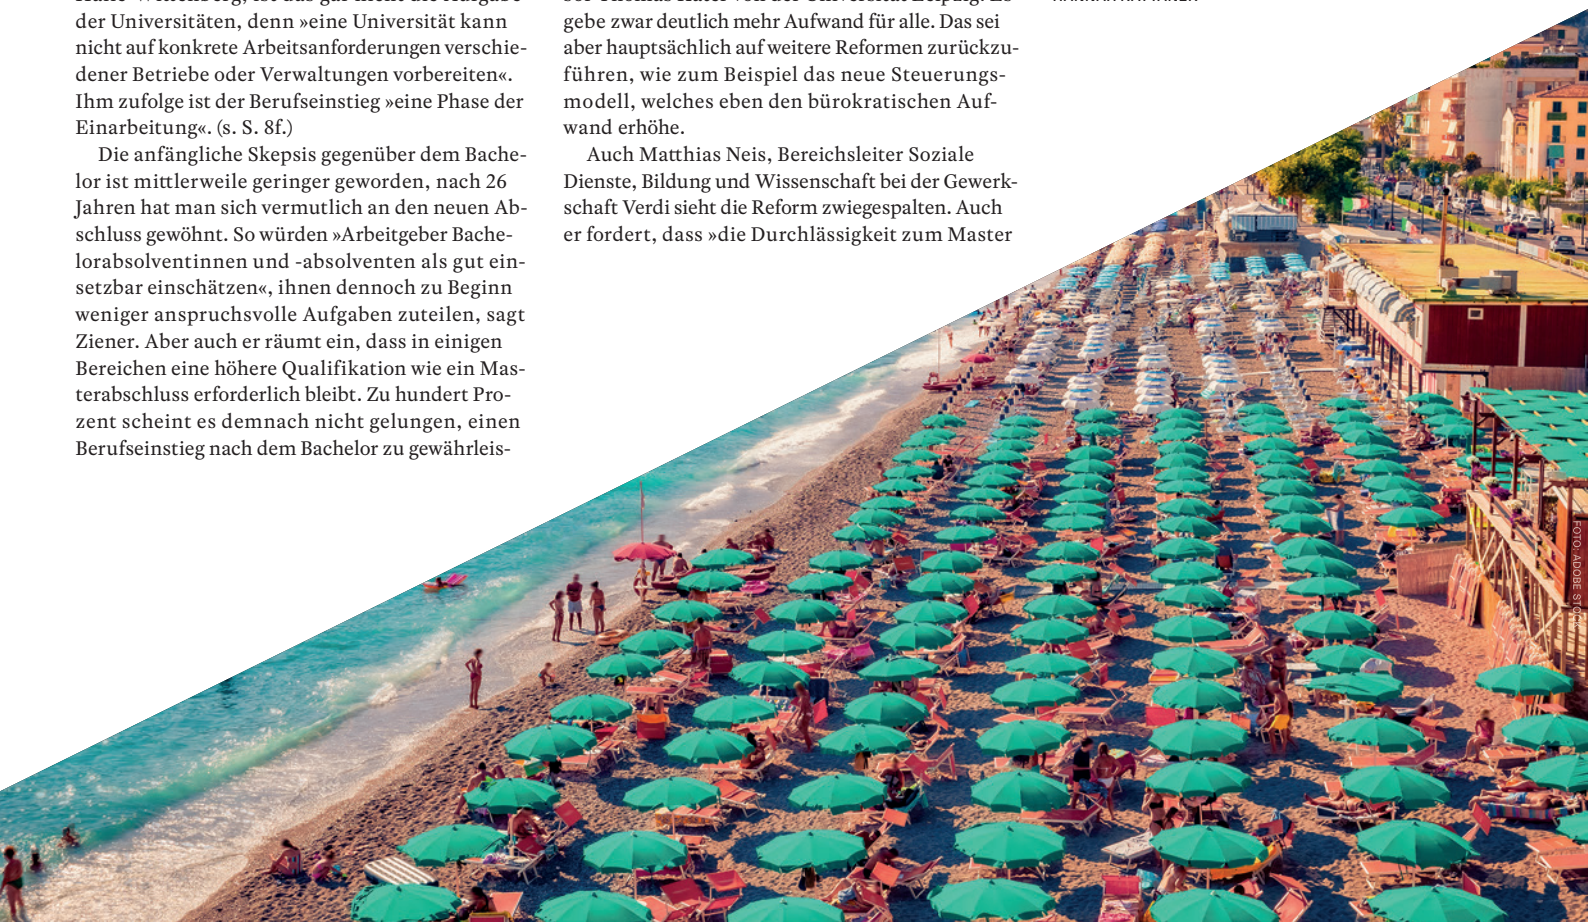 der Universitäten, denn »eine Universität kann
nicht auf konkrete Arbeitsanforderungen verschie-
dener Betriebe oder Verwaltungen vorbereiten«.
Ihm zufolge ist der Berufseinstieg »eine Phase der
Einarbeitung«. (s. S. 8f.)
Die anfängliche Skepsis gegenüber dem Bache-
lor ist mittlerweile geringer geworden, nach 26
Jahren hat man sich vermutlich an den neuen Ab-
schluss gewöhnt. So würden »Arbeitgeber Bache-
lorabsolventinnen und -absolventen als gut ein-
setzbar einschätzen«, ihnen dennoch zu Beginn
weniger anspruchsvolle Aufgaben zuteilen, sagt
Ziener. Aber auch er räumt ein, dass in einigen
Bereichen eine höhere Qualifikation wie ein Mas-
terabschluss erforderlich bleibt. Zu hundert Pro-
zent scheint es demnach nicht gelungen, einen
Berufseinstieg nach dem Bachelor zu gewährleis-
gebe zwar deutlich mehr Aufwand für alle. Das sei
aber hauptsächlich auf weitere Reformen zurückzu-
führen, wie zum Beispiel das neue Steuerungs-
modell, welches eben den bürokratischen Auf-
wand erhöhe.
Auch Matthias Neis, Bereichsleiter Soziale
Dienste, Bildung und Wissenschaft bei der Gewerk-
schaft Verdi sieht die Reform zwiegespalten. Auch
er fordert, dass »die Durchlässigkeit zum Master
FOTO: ADOBE STOCK